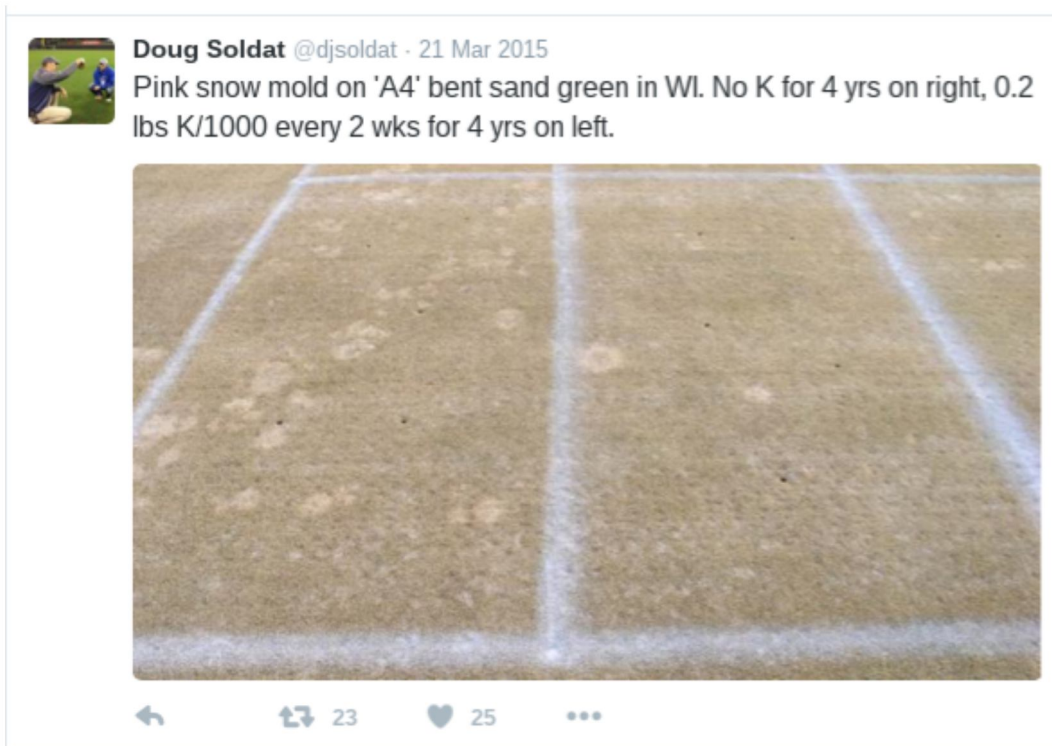 Doug Soldat @djsoldat · 21 Mar 2015
Pink snow mold on 'A4' bent sand green in WI. No K for 4 yrs on right, 0.2
lbs K/1000 every 2 wks for 4 yrs on left.
23 25